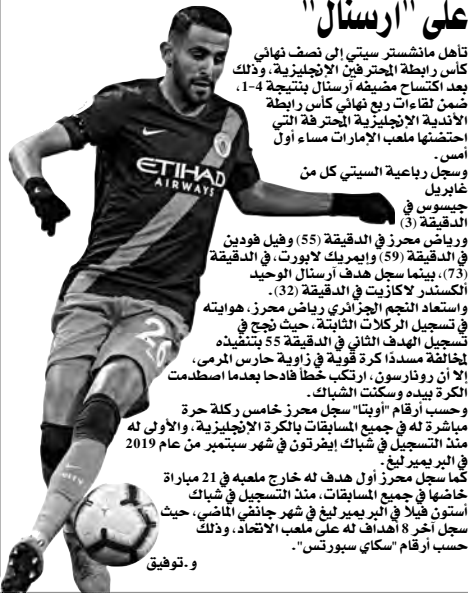 على "ارسنال"
تأهل مانشستر سيتي إلى نصف نهائي
كأس رابطة المحترفين الإنجليزية، وذلك
بعد اكتساح مضيفه آرسنال بنتيجة 4-1،
ضمن لقاءات ربع نهائي كأس رابطة
الأندية الإنجليزية المحترفة التي
احتضنها ملعب الإمارات مساء أول
أمس.
وسجل رباعية السيتي كل من
غابريل
جيسوس في
الدقيقة (3)
ورياض محرز في الدقيقة (55) وفيل فودين
في الدقيقة (59) وإيمريك لابورت، في الدقيقة
(73)، بينما سجل هدف آرسنال الوحيد
ألكسندر لاكازيت في الدقيقة (32).
واستعاد النجم الجزائري رياض محرز، هوايته
في تسجيل الركلات الثابتة، حيث نجح في
تسجيل الهدف الثاني في الدقيقة 55 بتنفيذه
لمخالفة مسددًا كرة قوية في زاوية حارس المرمى،
إلا أن رونارسون، ارتكب خطأ فادحا بعدما اصطدمت
الكرة بيده وسكنت الشباك.
وحسب أرقام "أوبتا" سجل محرز خامس ركلة حرة
مباشرة له في جميع المسابقات بالكرة الإنجليزية، والأولى له
منذ التسجيل في شباك إيفرتون في شهر سبتمبر من عام 2019
في البريمير ليغ.
كما سجل محرز أول هدف له خارج ملعبه في 21 مباراة
خاضها في جميع المسابقات، منذ التسجيل في شباك
أستون فيلا في البريمير ليغ في شهر جانفي الماضي، حيث
سجل آخر 8 أهداف له على ملعب الاتحاد، وذلك
حسب أرقام "سكاي سبورتس".
و.توفيق
ETIHAD
AIRWAYS
26